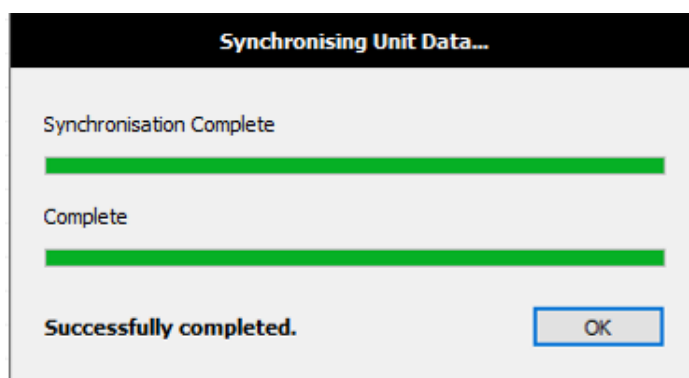 Synchronising Unit Data...
Synchronisation Complete
Complete
Successfully completed.
OK